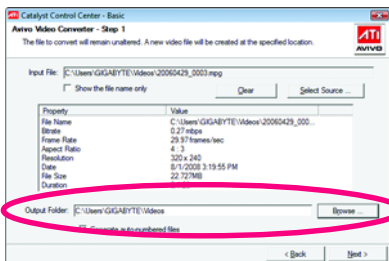 ATI Catalyst Control Center - Basic
Avivo Video Converter - Step 1
The file to convert will remain unaltered. A new video file will be created at the specified location.
ATI
AVIVO
Input File: C:\Users\GIGABYTE\Videos\20060429_0003.mpg
Show the file name only Clear Select Source ...
Property Value
File Name C:\Users\GIGABYTE\Videos\20060429_000...
Bitrate 0.27 mbps
Frame Rate 29.97 frames/sec
Aspect Ratio 4 : 3
Resolution 320 x 240
Date 8/1/2008 3:19:55 PM
File Size 22.727MB
Duration
Output Folder: C:\Users\GIGABYTE\Videos Browse ...
Generate auto-numbered files
< Back Next >